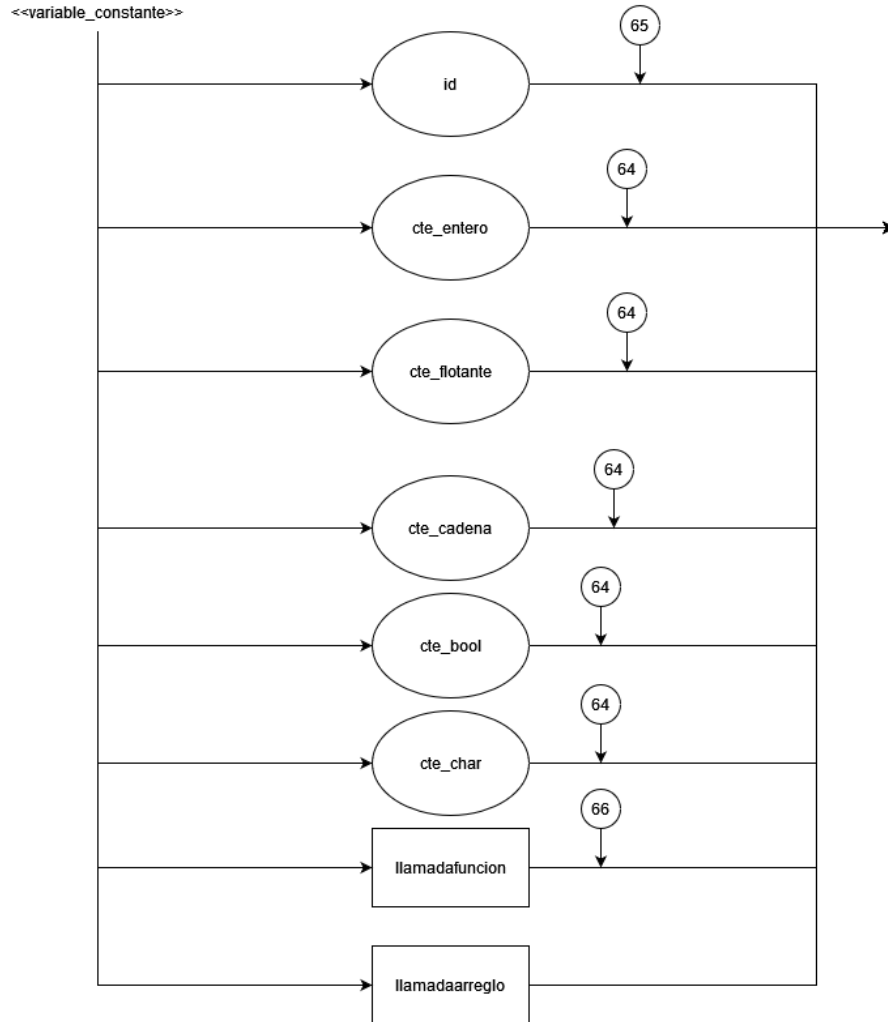 <<variable_constante>>
65
id
64
cte_entero
64
cte_flotante
64
cte_cadena
64
cte_bool
64
cte_char
66
llamadafuncion
llamadaarreglo